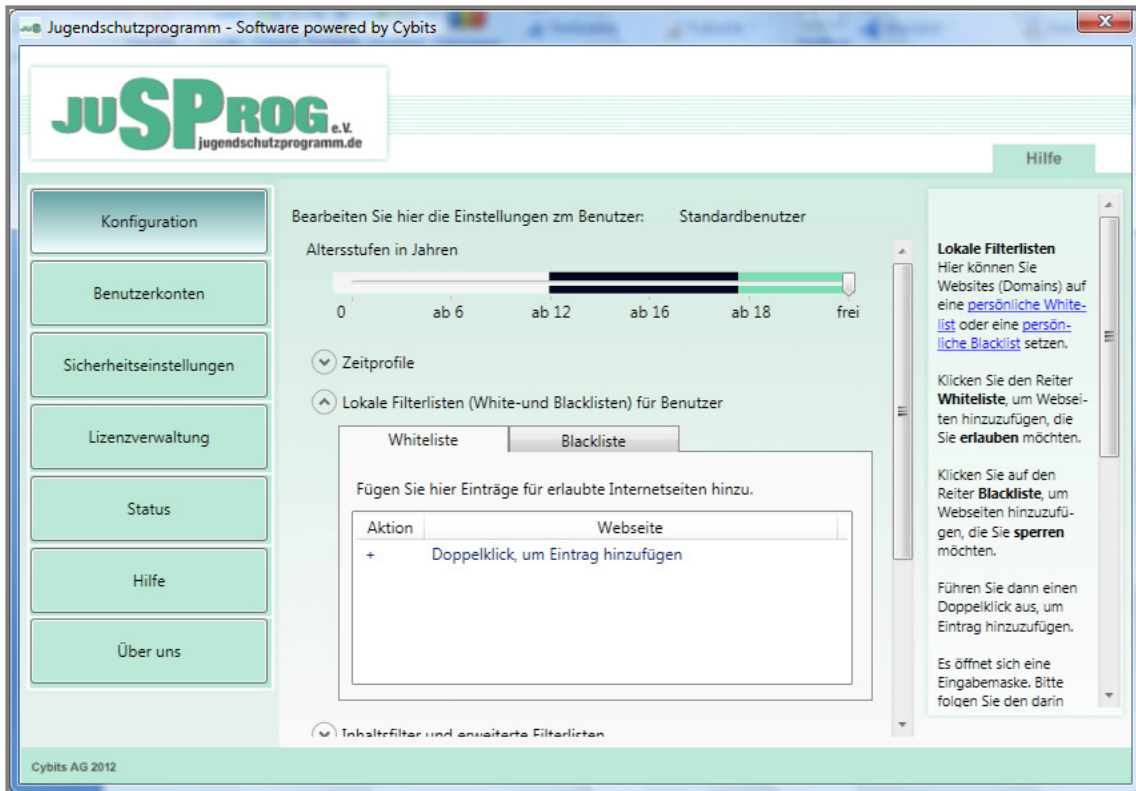 Jugendschutzprogramm - Software powered by Cybits
JUSPROG e.V.
jugendschutzprogramm.de
Hilfe
Konfiguration
Benutzerkonten
Sicherheitseinstellungen
Lizenzverwaltung
Status
Hilfe
Über uns
Bearbeiten Sie hier die Einstellungen zm Benutzer: Standardbenutzer
Altersstufen in Jahren
0 ab 6 ab 12 ab 16 ab 18 frei
Zeitprofile
Lokale Filterlisten (White-und Blacklisten) für Benutzer
Whiteliste Blackliste
Fügen Sie hier Einträge für erlaubte Internetseiten hinzu.
Aktion Webseite
+ Doppelklick, um Eintrag hinzufügen
Inhaltsfilter und erweiterte Filterlisten
Lokale Filterlisten
Hier können Sie
Websites (Domains) auf
eine persönliche White-
list oder eine persön-
liche Blacklist setzen.
Klicken Sie den Reiter
Whiteliste, um Websei-
ten hinzuzufügen, die
Sie erlauben möchten.
Klicken Sie auf den
Reiter Blackliste, um
Webseiten hinzuzufü-
gen, die Sie sperren
möchten.
Führen Sie dann einen
Doppelklick aus, um
Eintrag hinzuzufügen.
Es öffnet sich eine
Eingabemaske. Bitte
folgen Sie den darin
Cybits AG 2012